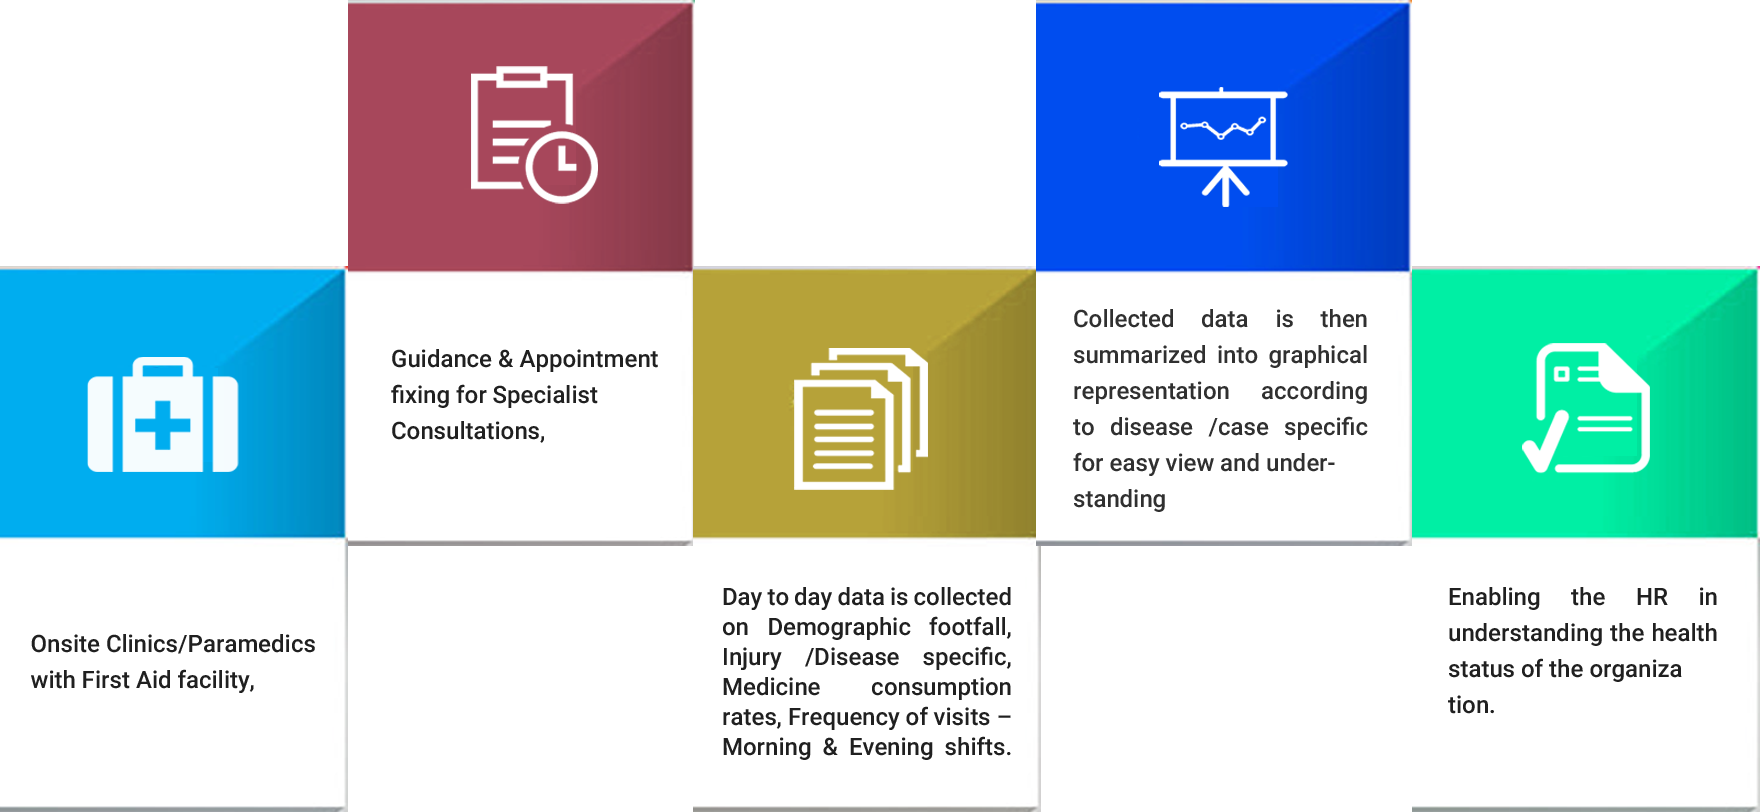 Onsite Clinics/Paramedics
with First Aid facility,
Guidance & Appointment
fixing for Specialist
Consultations,
Day to day data is collected
on Demographic footfall,
Injury /Disease specific,
Medicine consumption
rates, Frequency of visits –
Morning & Evening shifts.
Collected data is then
summarized into graphical
representation according
to disease /case specific
for easy view and under-
standing
Enabling the HR in
understanding the health
status of the organiza
tion.